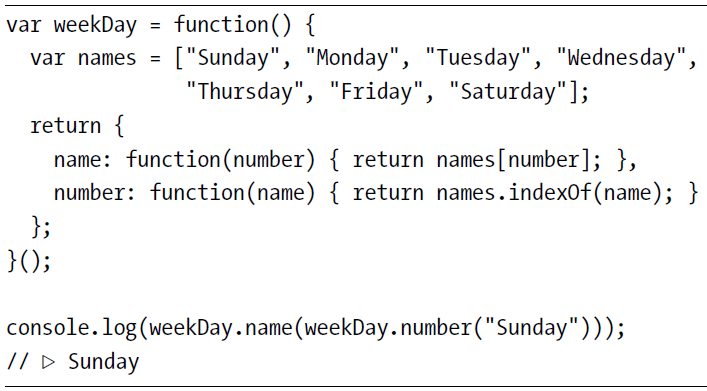 var weekDay = function() {
  var names = ["Sunday", "Monday", "Tuesday", "Wednesday",
               "Thursday", "Friday", "Saturday"];
  return {
    name: function(number) { return names[number]; },
    number: function(name) { return names.indexOf(name); }
  };
}();

console.log(weekDay.name(weekDay.number("Sunday")));
// ▷ Sunday